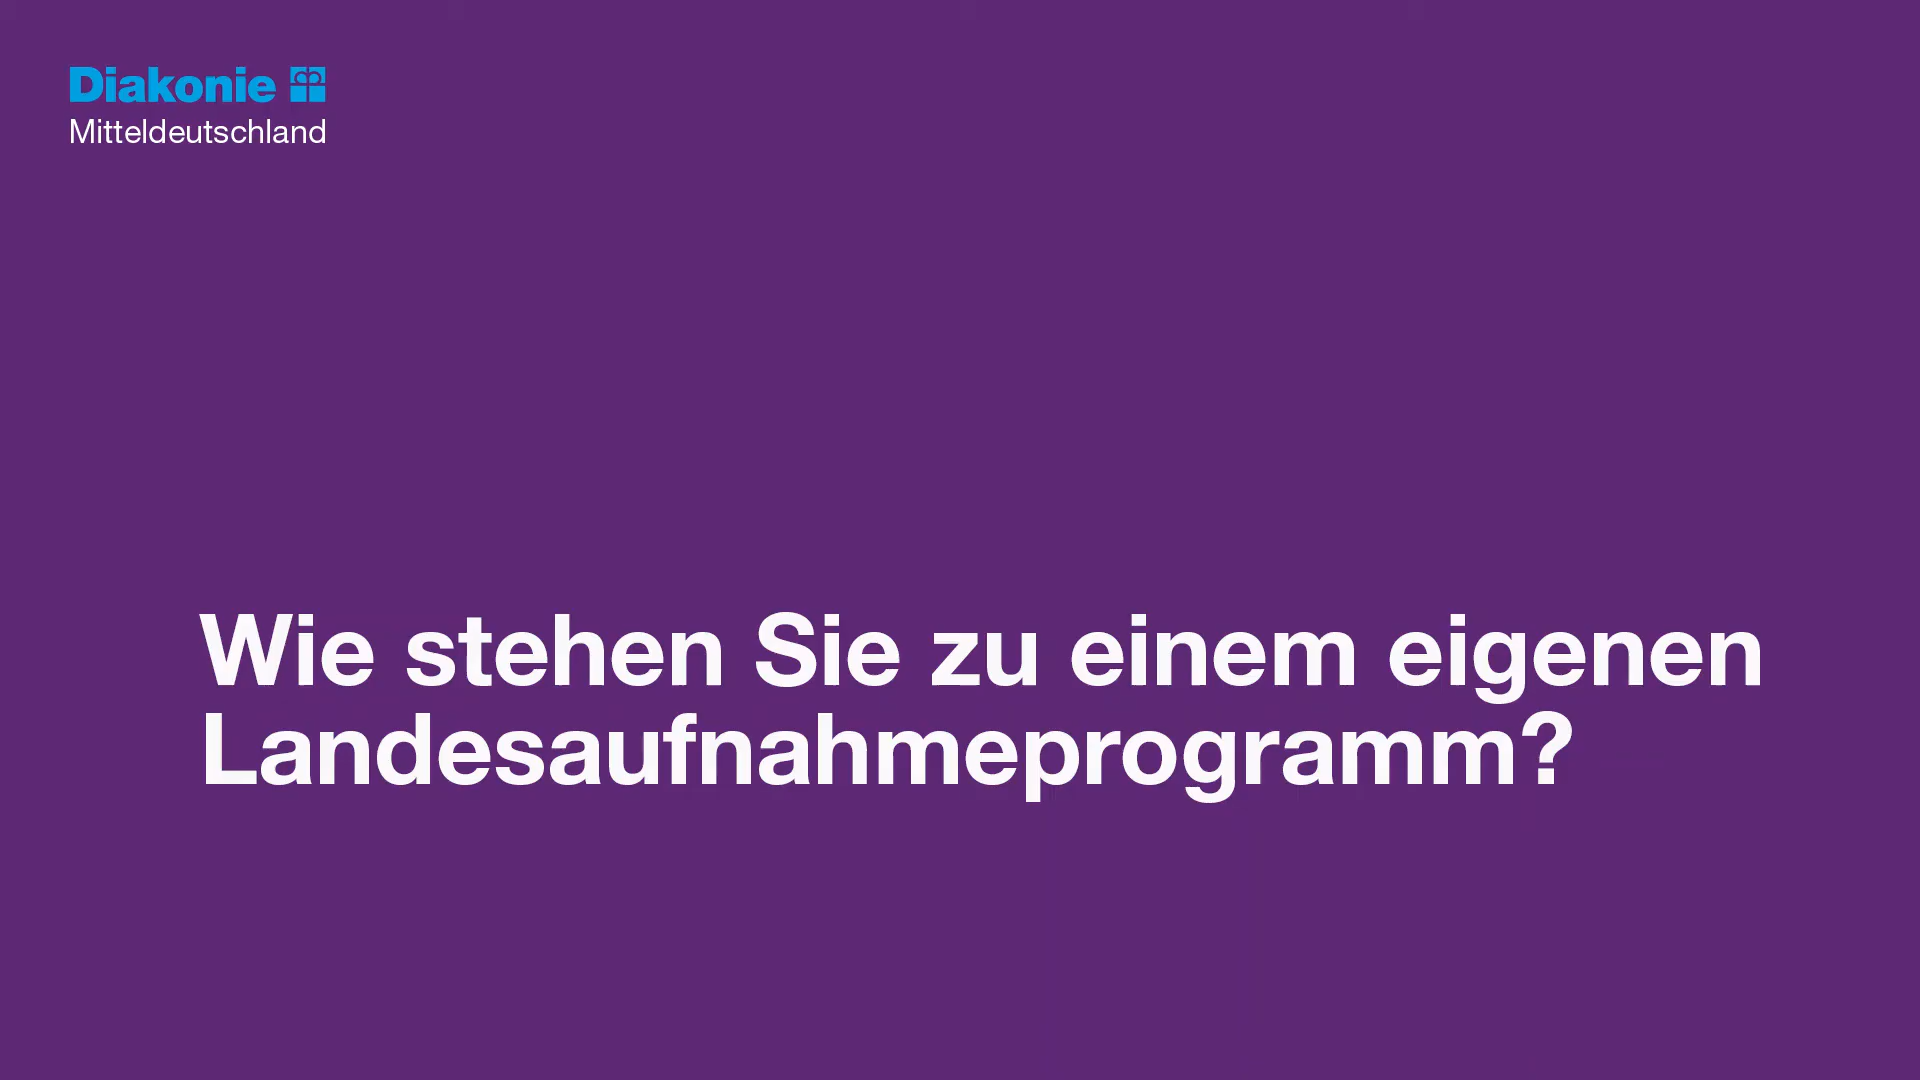 Diakonie
Mitteldeutschland
Wie stehen Sie zu einem eigenen
Landesaufnahmeprogramm?